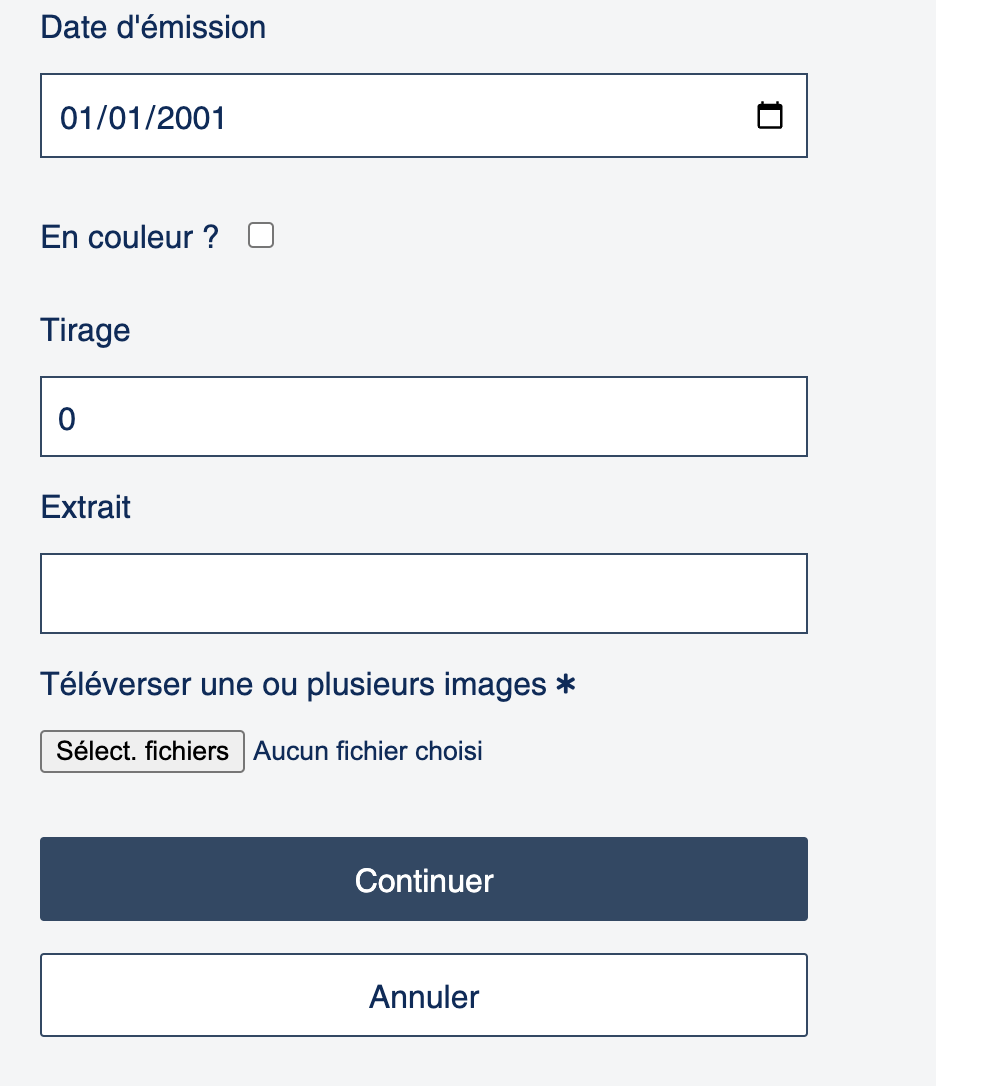 Date d'émission
01/01/2001
En couleur ?
Tirage
0
Extrait
Téléverser une ou plusieurs images *
Sélect. fichiers Aucun fichier choisi
Continuer
Annuler